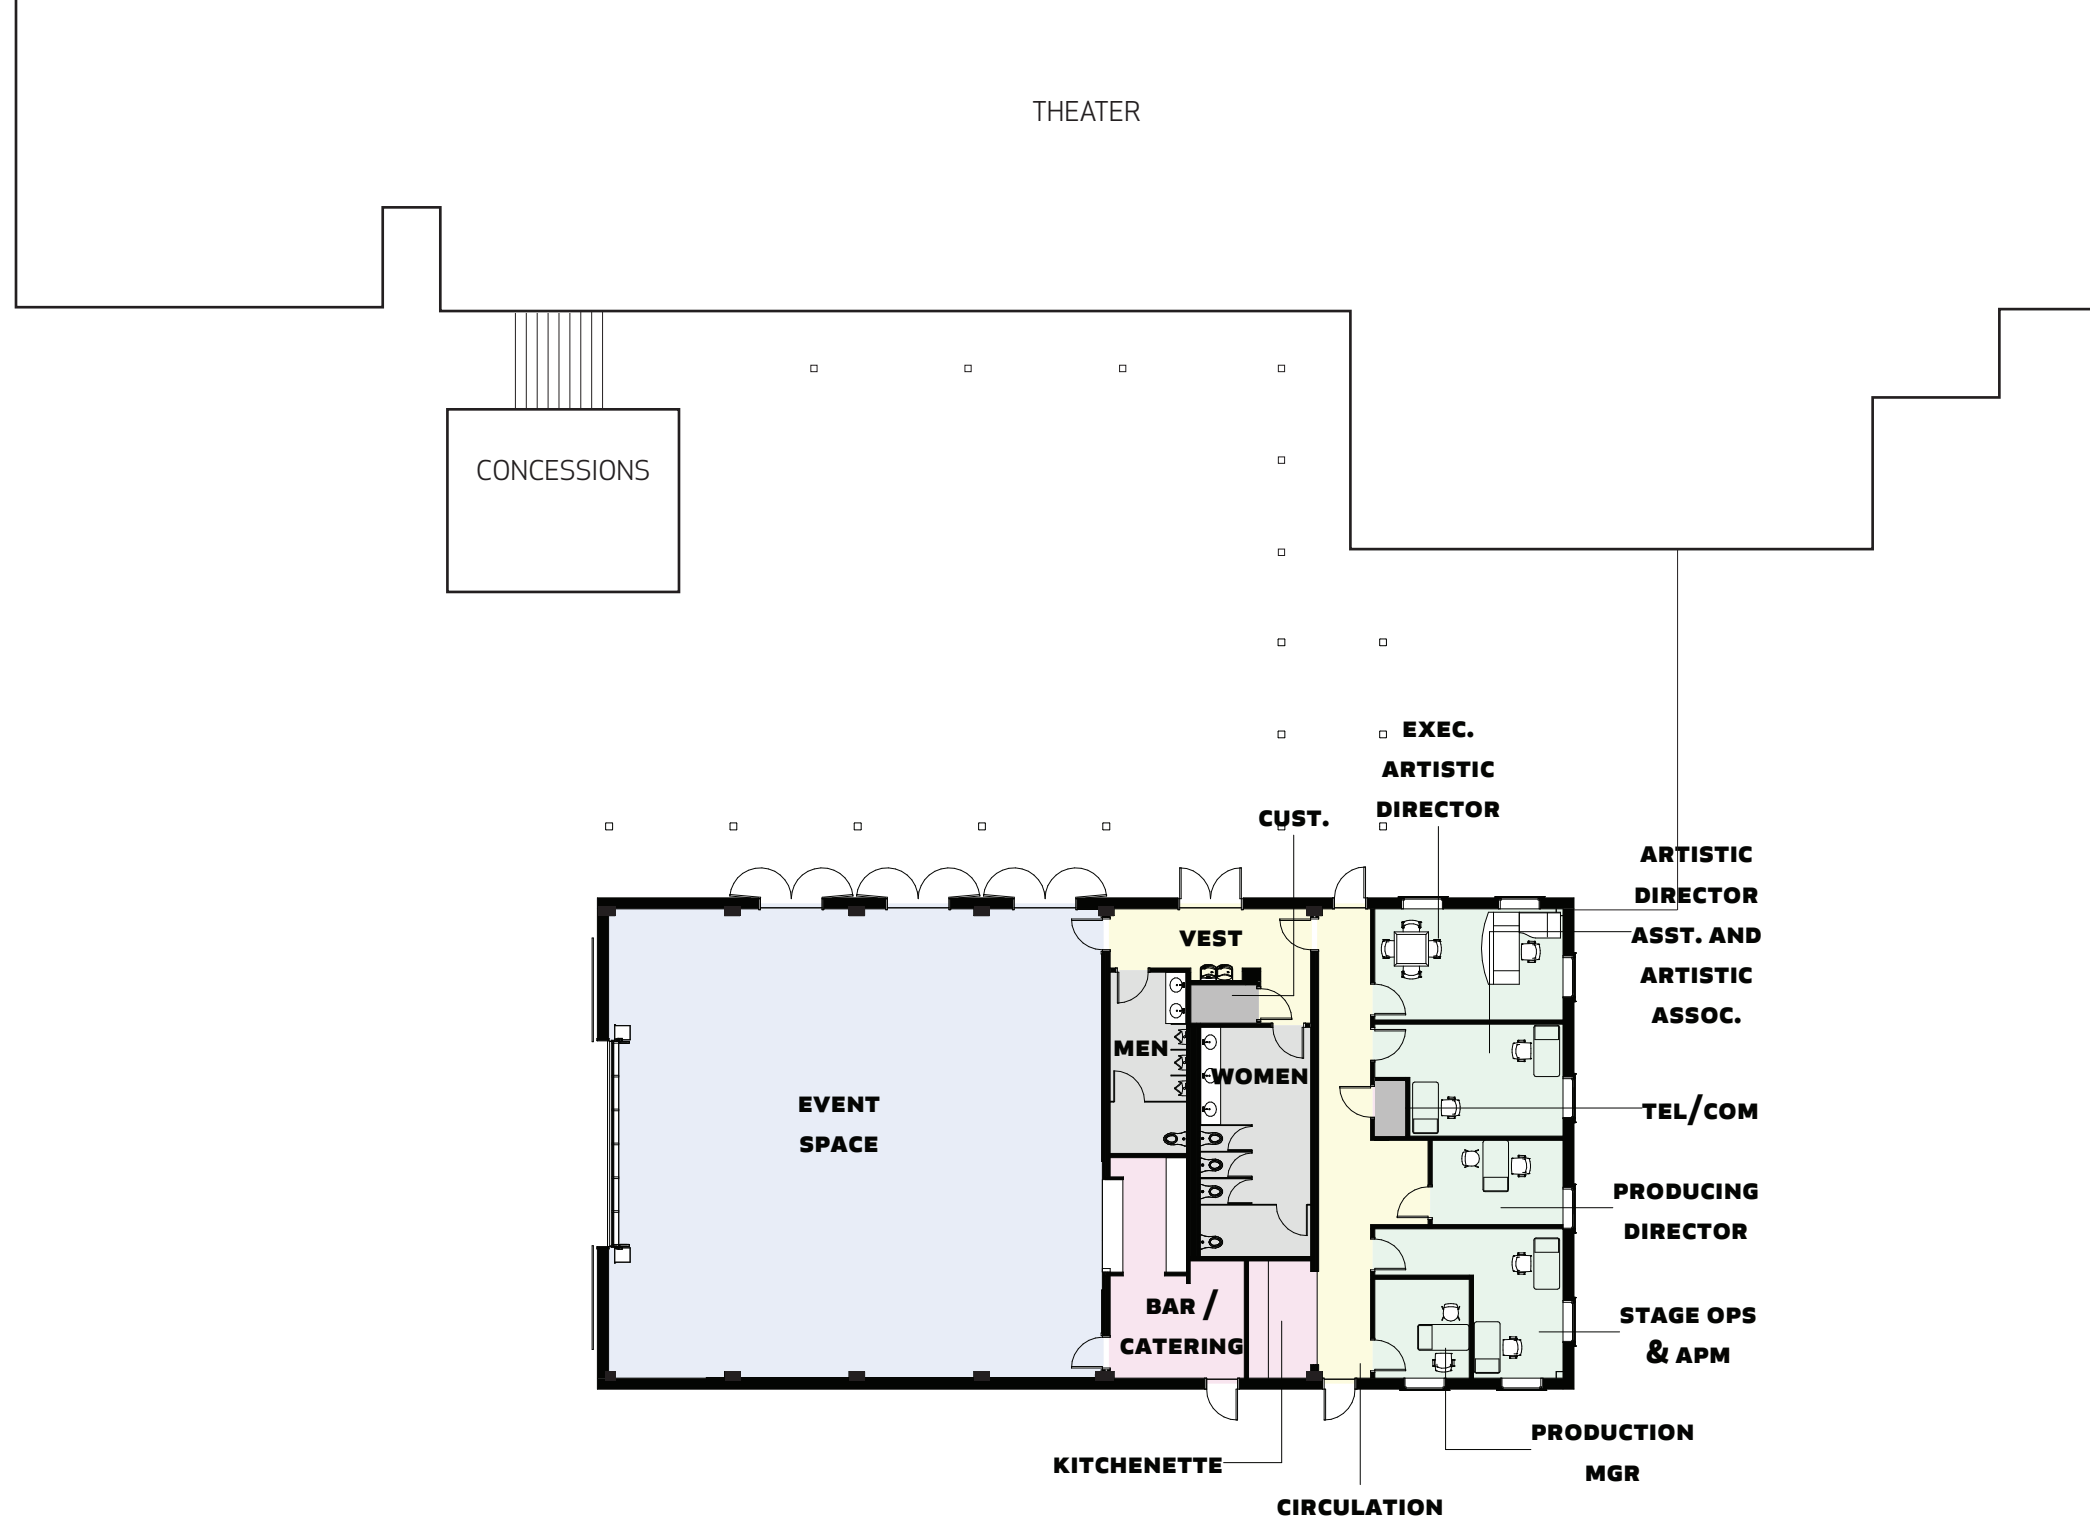 THEATER
CONCESSIONS
EXEC.
ARTISTIC
DIRECTOR
CUST.
ARTISTIC
DIRECTOR
ASST. AND
ARTISTIC
ASSOC.
VEST
MEN
WOMEN
EVENT
SPACE
TEL/COM
PRODUCING
DIRECTOR
BAR /
CATERING
STAGE OPS
& APM
PRODUCTION
MGR
KITCHENETTE
CIRCULATION